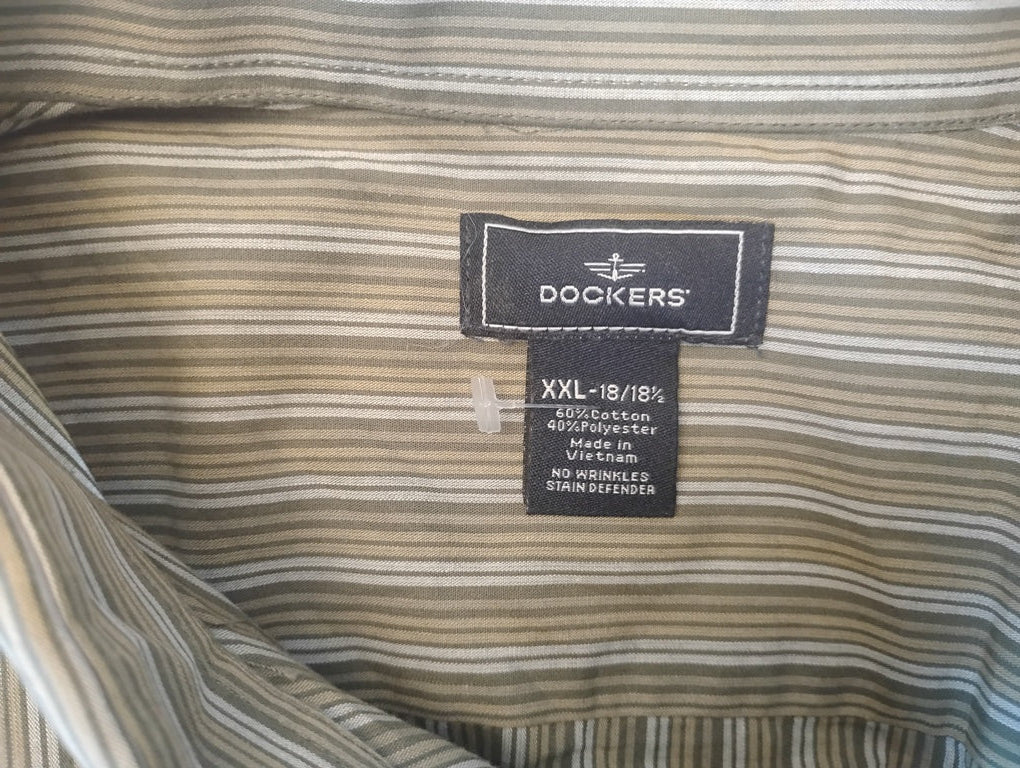 DOCKERS
XXL-18/18½
60%Cotton
40%Polyester
Made in
Vietnam
NO WRINKLES
STAIN DEFENDER